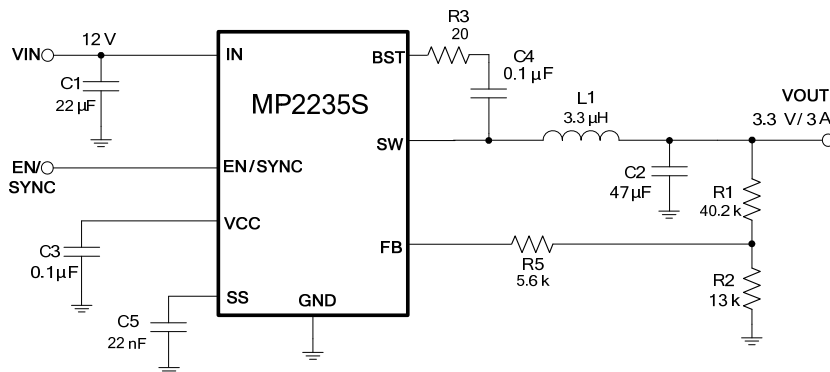 VIN
12 V
C1
22 µF
IN
MP2235S
BST
R3
20
C4
0.1 µF
SW
L1
3.3 µH
VOUT
3.3 V/ 3 A
C2
47µF
R1
40.2 k
EN/
SYNC
EN/SYNC
VCC
C3
0.1µF
FB
R5
5.6 k
R2
13 k
SS
C5
22 nF
GND